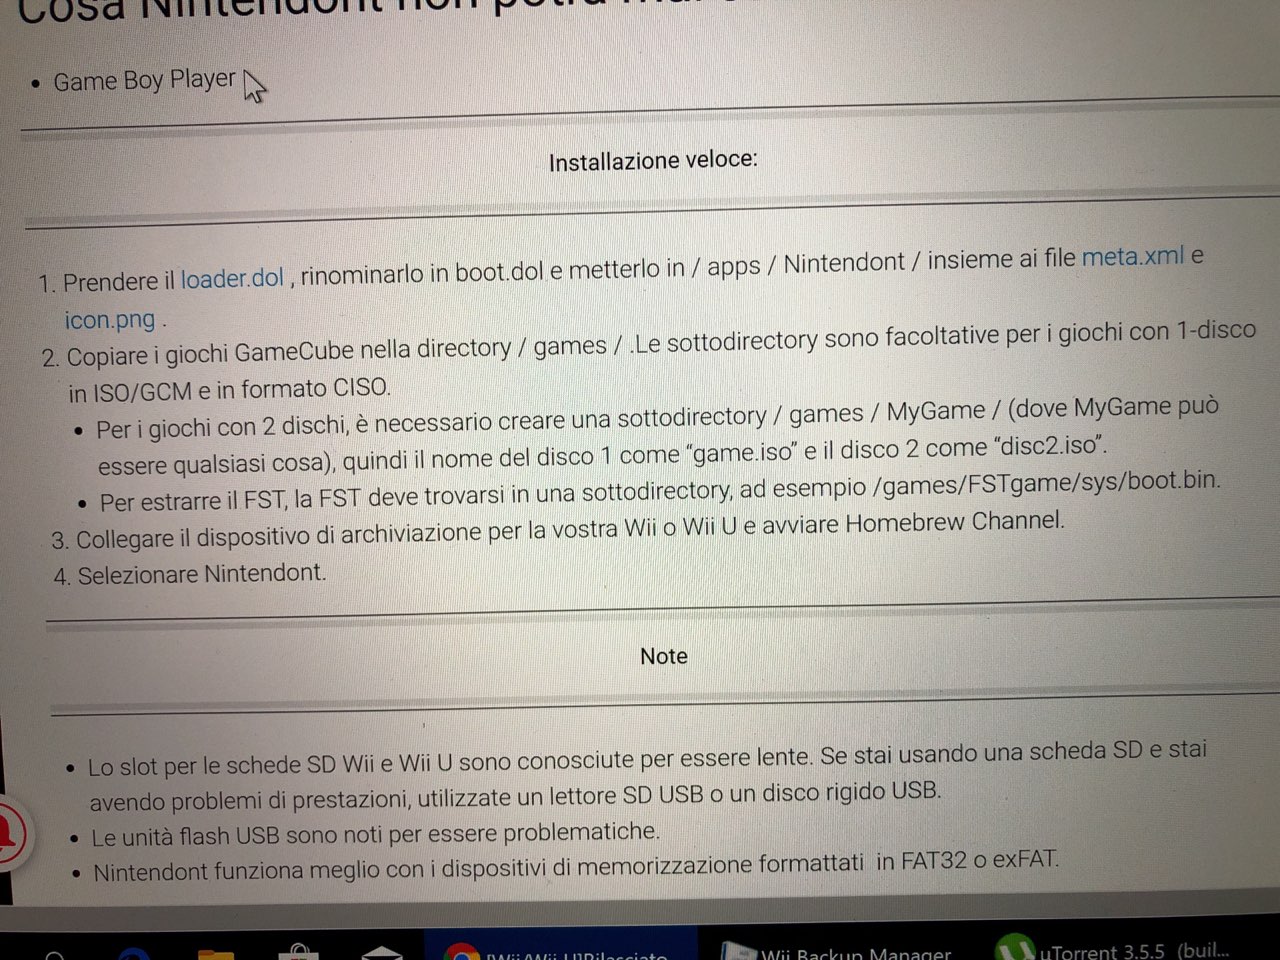 Cosa Nintendont non potrà mai
• Game Boy Player
Installazione veloce:
1. Prendere il loader.dol , rinominarlo in boot.dol e metterlo in / apps / Nintendont / insieme ai file meta.xml e
icon.png .
2. Copiare i giochi GameCube nella directory / games / .Le sottodirectory sono facoltative per i giochi con 1-disco
in ISO/GCM e in formato CISO.
• Per i giochi con 2 dischi, è necessario creare una sottodirectory / games / MyGame / (dove MyGame può
essere qualsiasi cosa), quindi il nome del disco 1 come “game.iso” e il disco 2 come “disc2.iso”.
• Per estrarre il FST, la FST deve trovarsi in una sottodirectory, ad esempio /games/FSTgame/sys/boot.bin.
3. Collegare il dispositivo di archiviazione per la vostra Wii o Wii U e avviare Homebrew Channel.
4. Selezionare Nintendont.
Note
• Lo slot per le schede SD Wii e Wii U sono conosciute per essere lente. Se stai usando una scheda SD e stai
avendo problemi di prestazioni, utilizzate un lettore SD USB o un disco rigido USB.
• Le unità flash USB sono noti per essere problematiche.
• Nintendont funziona meglio con i dispositivi di memorizzazione formattati in FAT32 o exFAT.
[Wii/Wii U]Rilasciato
Wii Backup Manager
µTorrent 3.5.5 (buil...